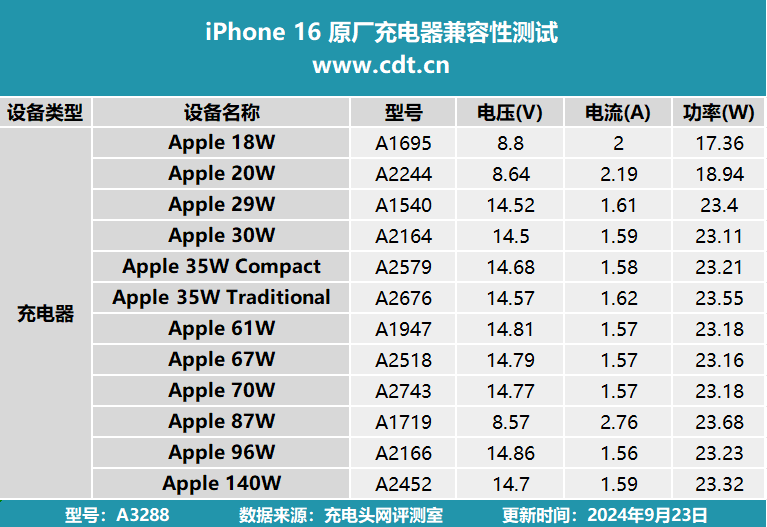 iPhone 16 原厂充电器兼容性测试
www.cdt.cn
设备类型 设备名称 型号 电压(V) 电流(A) 功率(W)
充电器
Apple 18W A1695 8.8 2 17.36
Apple 20W A2244 8.64 2.19 18.94
Apple 29W A1540 14.52 1.61 23.4
Apple 30W A2164 14.5 1.59 23.11
Apple 35W Compact A2579 14.68 1.58 23.21
Apple 35W Traditional A2676 14.57 1.62 23.55
Apple 61W A1947 14.81 1.57 23.18
Apple 67W A2518 14.79 1.57 23.16
Apple 70W A2743 14.77 1.57 23.18
Apple 87W A1719 8.57 2.76 23.68
Apple 96W A2166 14.86 1.56 23.23
Apple 140W A2452 14.7 1.59 23.32
型号：A3288 数据来源：充电头网评测室 更新时间：2024年9月23日